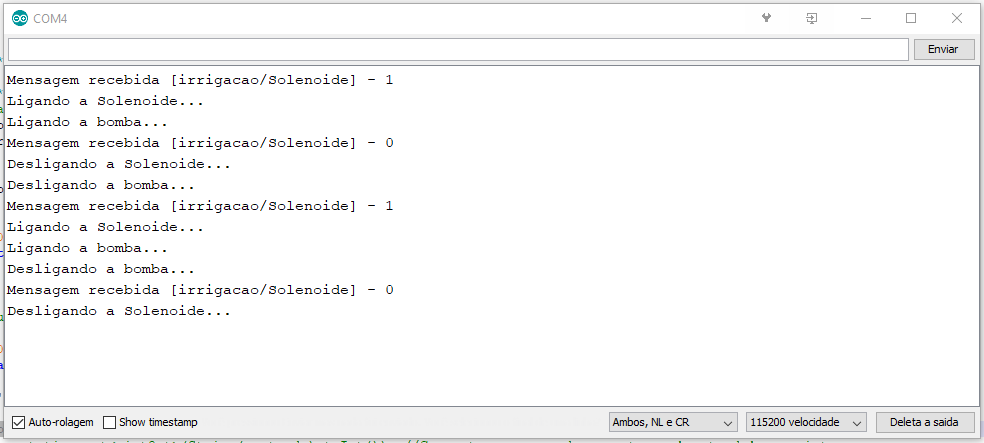 COM4
Enviar
Mensagem recebida [irrigacao/Solenoide] - 1
Ligando a Solenoide...
Ligando a bomba...
Mensagem recebida [irrigacao/Solenoide] - 0
Desligando a Solenoide...
Desligando a bomba...
Mensagem recebida [irrigacao/Solenoide] - 1
Ligando a Solenoide...
Ligando a bomba...
Desligando a bomba...
Mensagem recebida [irrigacao/Solenoide] - 0
Desligando a Solenoide...
Auto-rolagem Show timestamp Ambos, NL e CR 115200 velocidade Deleta a saida